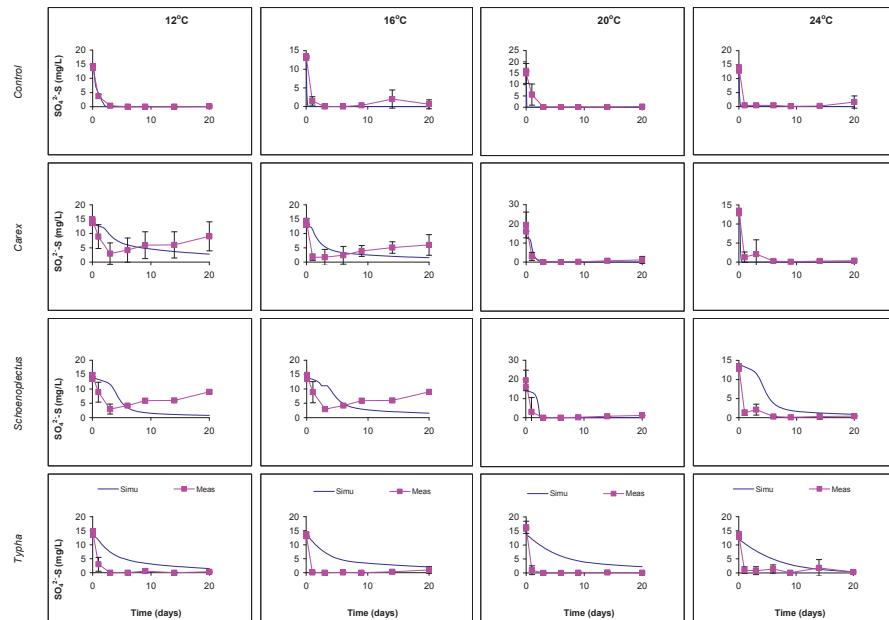 12°C 16°C 20°C 24°C
Control
SO₄²⁻-S (mg/L)
20 15 10 5 0
0 10 20
15 10 5 0
0 10 20
25 20 15 10 5 0
0 10 20
20 15 10 5 0
0 10 20
Carex
SO₄²⁻-S (mg/L)
20 15 10 5 0
0 10 20
20 15 10 5 0
0 10 20
30 20 10 0
0 10 20
15 10 5 0
0 10 20
Schoenoplectus
SO₄²⁻-S (mg/L)
20 15 10 5 0
0 10 20
20 15 10 5 0
0 10 20
30 20 10 0
0 10 20
15 10 5 0
0 10 20
Typha
Simu Meas Simu Meas Simu Meas Simu Meas
SO₄²⁻-S (mg/L)
20 15 10 5 0
0 10 20
20 15 10 5 0
0 10 20
20 15 10 5 0
0 10 20
20 15 10 5 0
0 10 20
Time (days) Time (days) Time (days) Time (days)